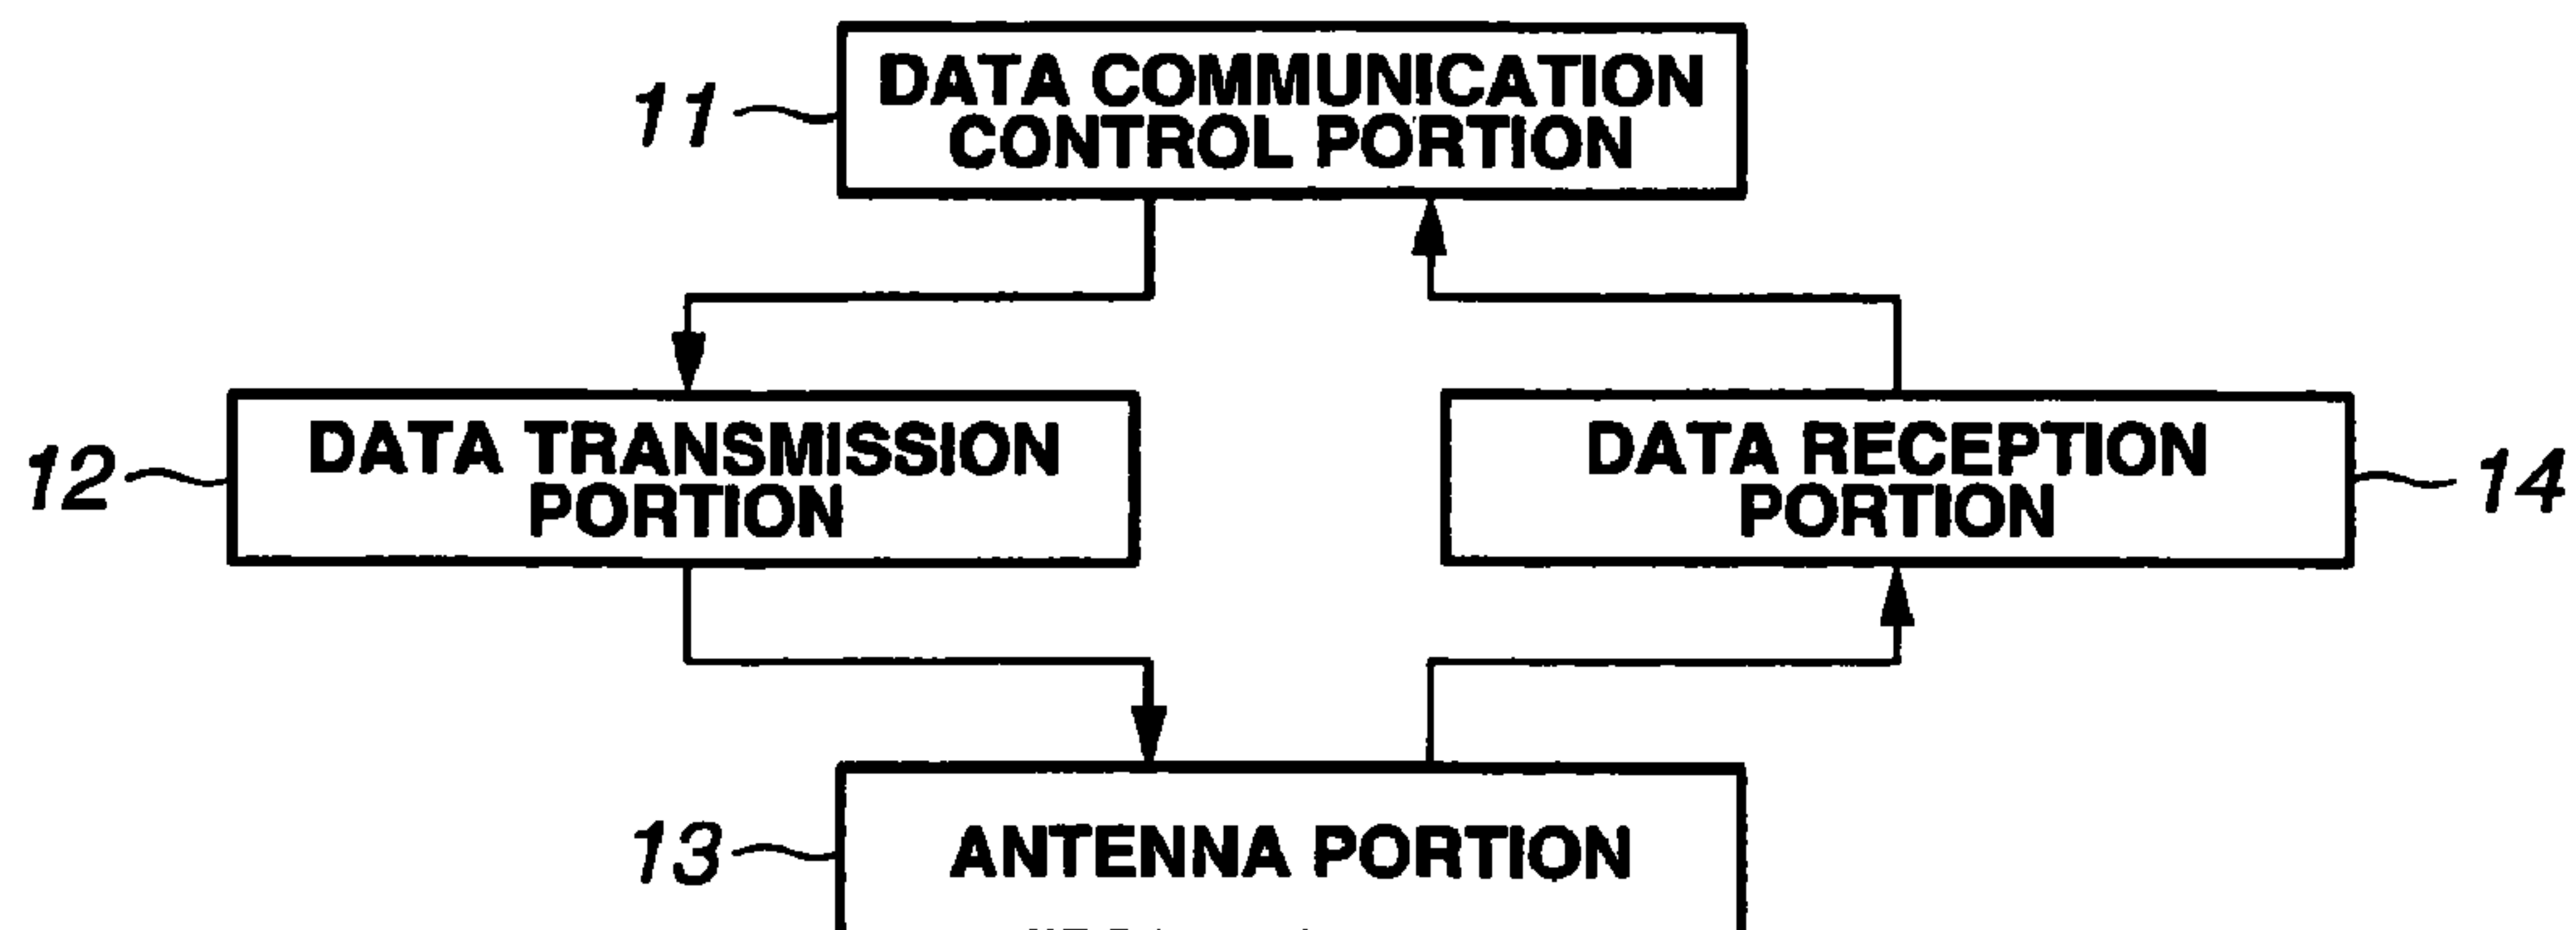 11
DATA COMMUNICATION
CONTROL PORTION
12
DATA TRANSMISSION
PORTION
DATA RECEPTION
PORTION
14
13
ANTENNA PORTION